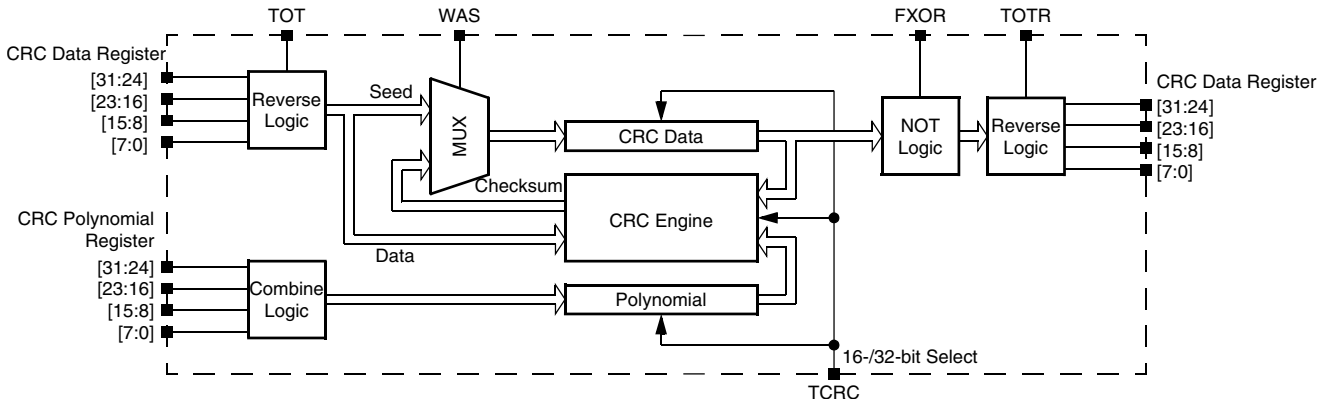 TOT
WAS
FXOR
TOTR
CRC Data Register
[31:24]
[23:16]
[15:8]
[7:0]
Reverse
Logic
Seed
MUX
CRC Data
NOT
Logic
Reverse
Logic
CRC Data Register
[31:24]
[23:16]
[15:8]
[7:0]
Checksum
CRC Engine
Data
CRC Polynomial
Register
[31:24]
[23:16]
[15:8]
[7:0]
Combine
Logic
Polynomial
16-/32-bit Select
TCRC